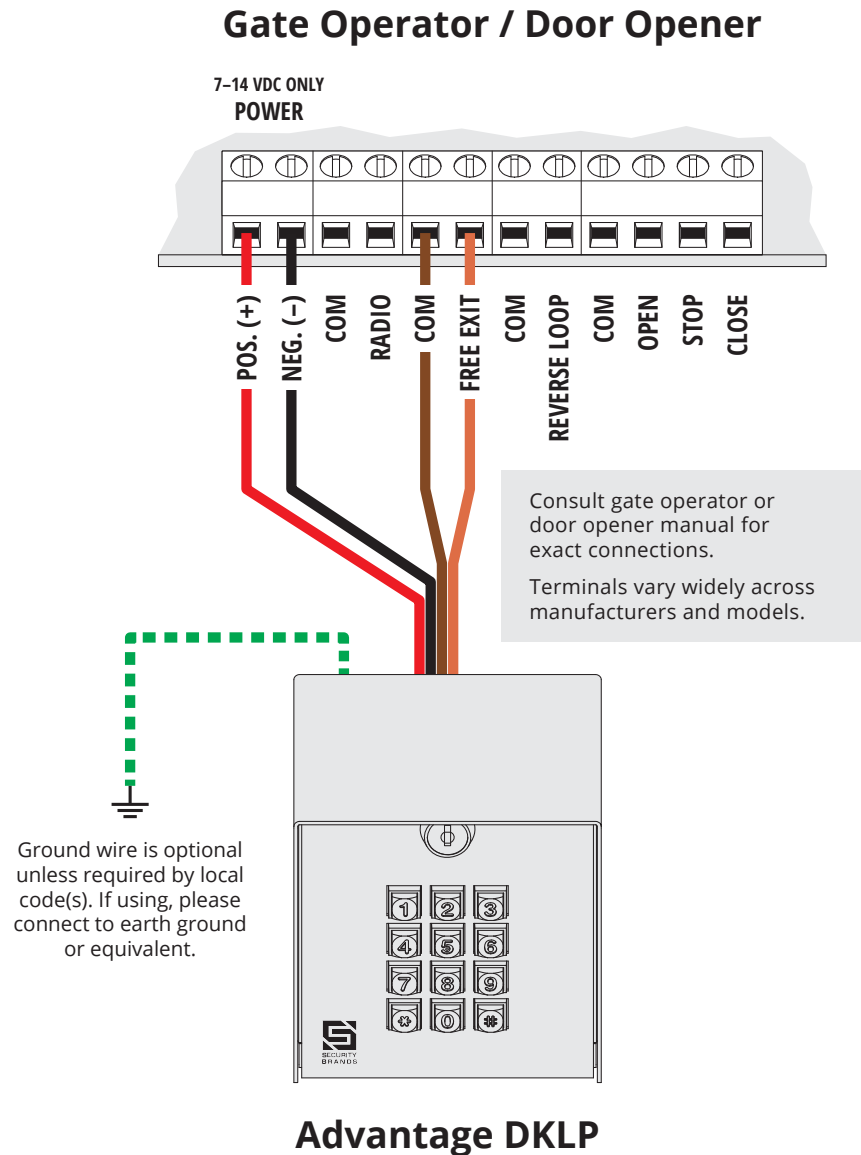 Gate Operator / Door Opener
7–14 VDC ONLY
POWER
POS. (+)
NEG. (–)
COM
RADIO
COM
FREE EXIT
COM
REVERSE LOOP
COM
OPEN
STOP
CLOSE
Consult gate operator or
door opener manual for
exact connections.
Terminals vary widely across
manufacturers and models.
Ground wire is optional
unless required by local
code(s). If using, please
connect to earth ground
or equivalent.
1 2 3
4 5 6
7 8 9
* 0 #
S
SECURITY
BRANDS
Advantage DKLP